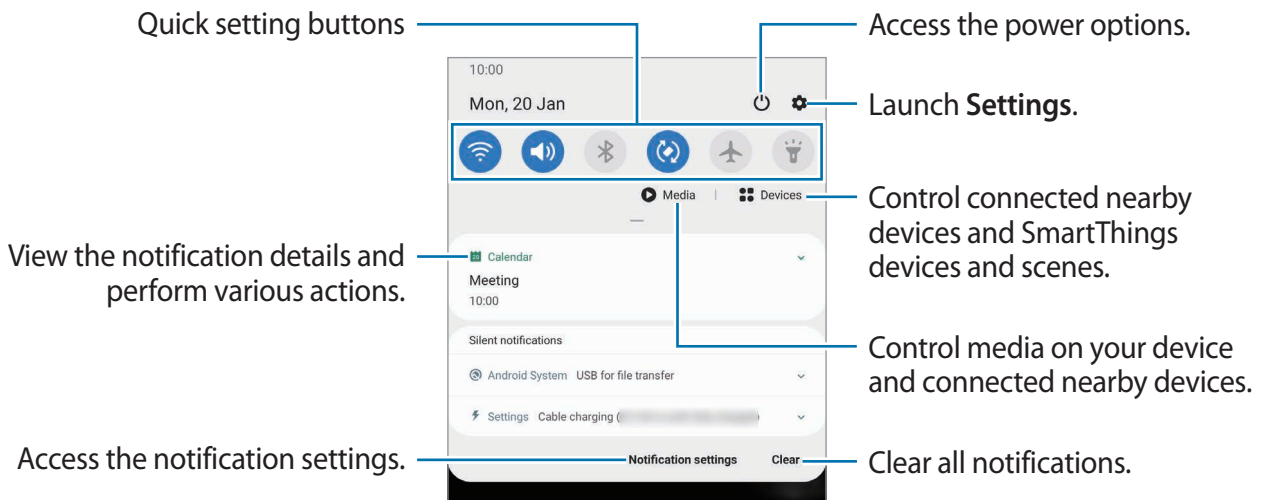 Quick setting buttons
Access the power options.
10:00
Mon, 20 Jan
Launch Settings.
Media | Devices
Control connected nearby
devices and SmartThings
devices and scenes.
View the notification details and
perform various actions.
Calendar
Meeting
10:00
Silent notifications
Android System USB for file transfer
Settings Cable charging (
Control media on your device
and connected nearby devices.
Access the notification settings.
Notification settings Clear
Clear all notifications.